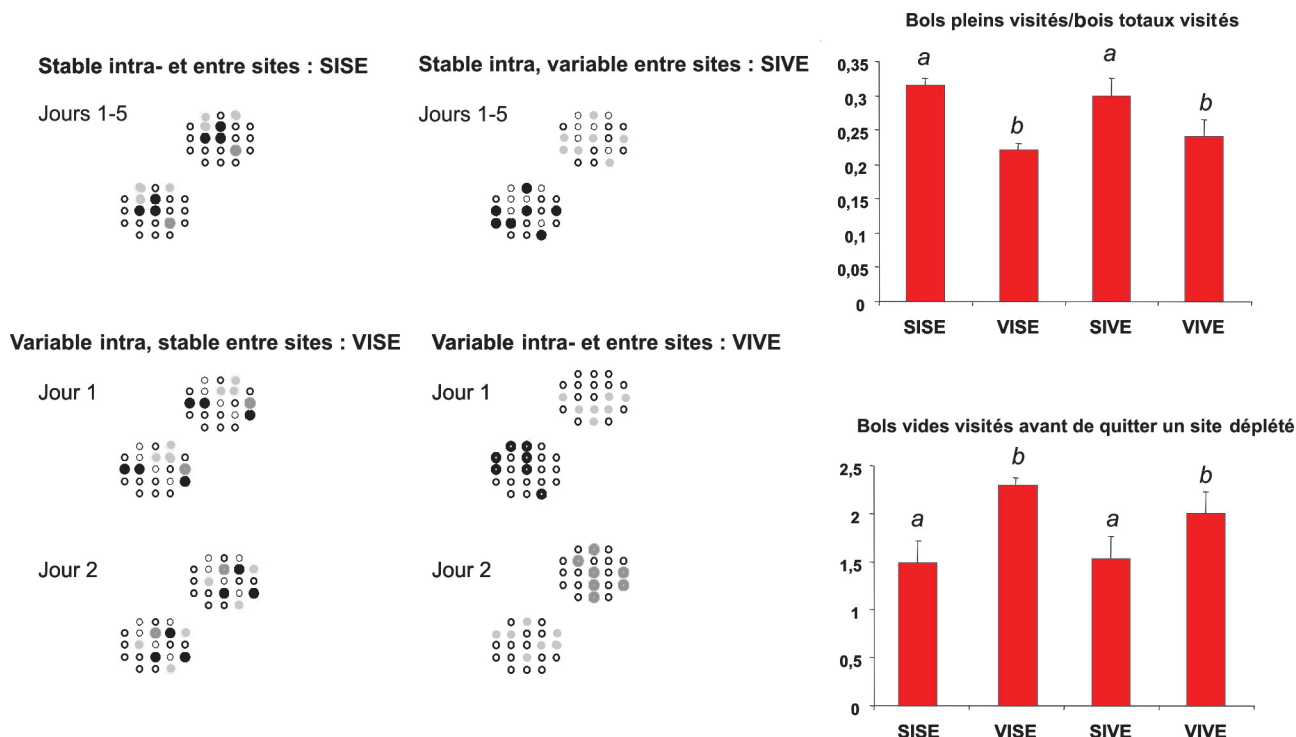 Stable intra- et entre sites : SISE
Jours 1-5
Stable intra, variable entre sites : SIVE
Jours 1-5
Variable intra, stable entre sites : VISE
Jour 1
Jour 2
Variable intra- et entre sites : VIVE
Jour 1
Jour 2
Bols pleins visités/bois totaux visités
0,35
0,3
0,25
0,2
0,15
0,1
0,05
0
a
b
a
b
SISE
VISE
SIVE
VIVE
Bols vides visités avant de quitter un site déplété
2,5
2
1,5
1
0,5
0
a
b
a
b
SISE
VISE
SIVE
VIVE